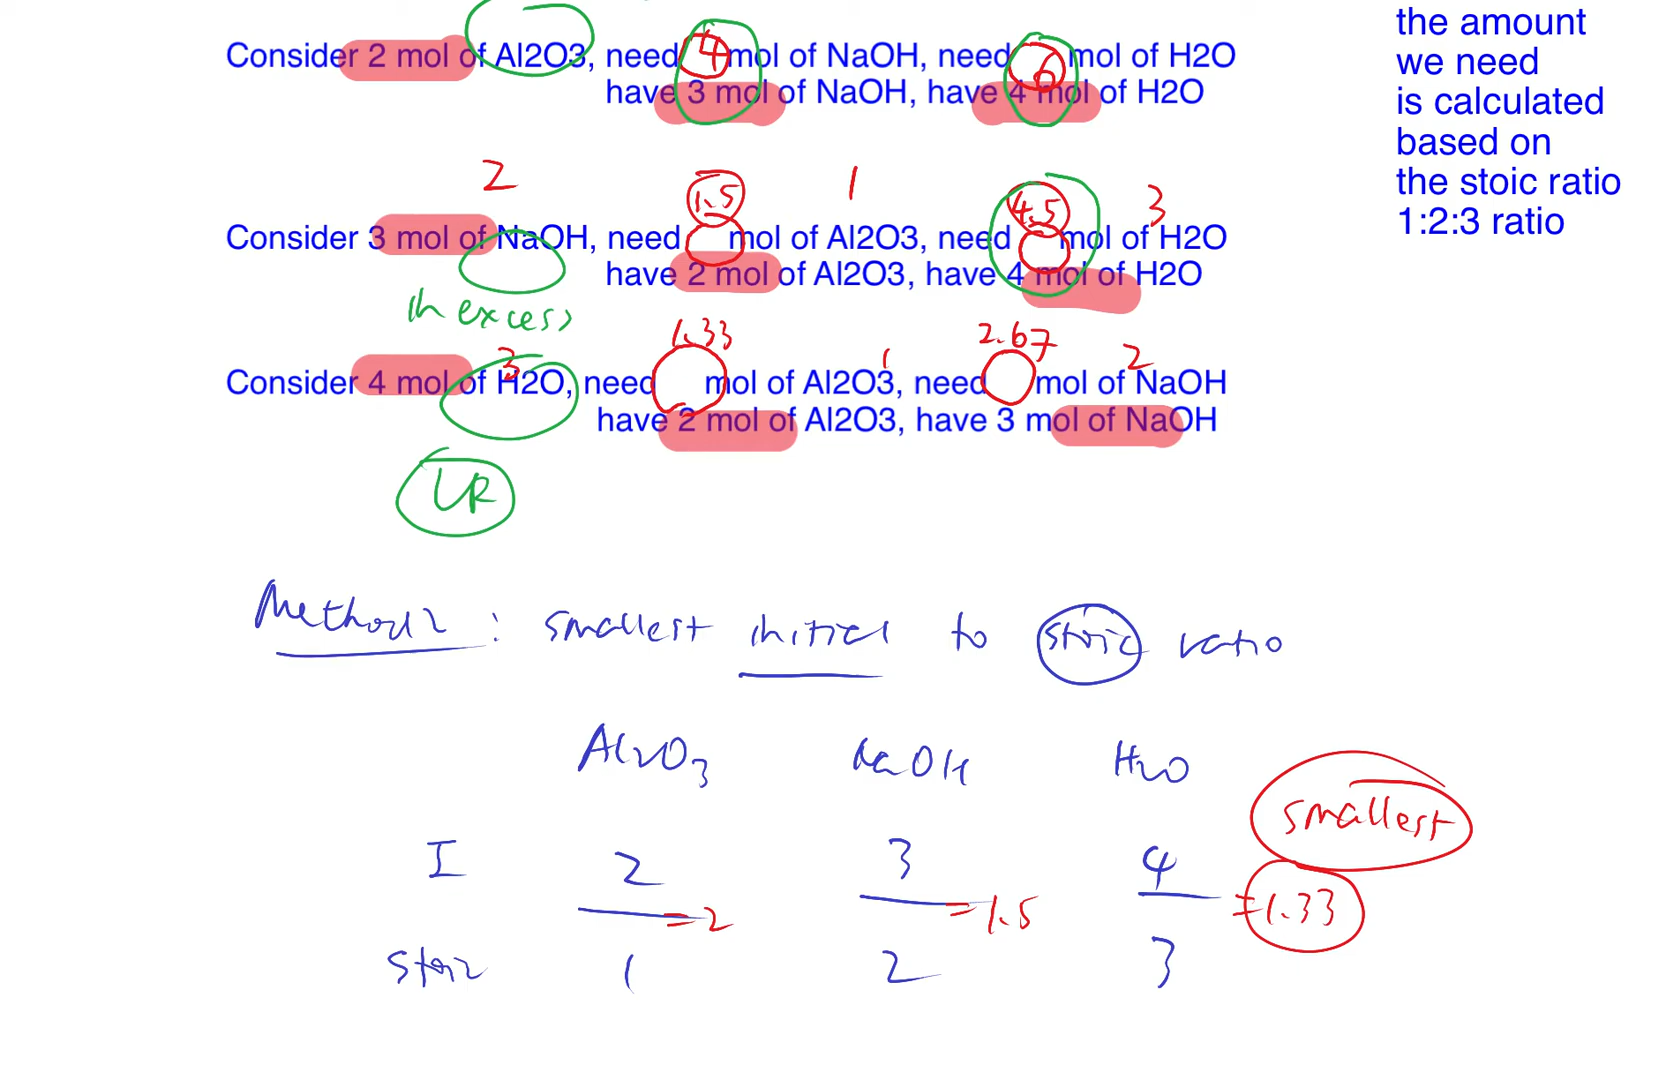 the amount
we need
is calculated
based on
the stoic ratio
1:2:3 ratio
Consider 2 mol of Al2O3, need 4 mol of NaOH, need 6 mol of H2O
have 3 mol of NaOH, have 4 mol of H2O
2 1.5 1 4.5 3
Consider 3 mol of NaOH, need mol of Al2O3, need mol of H2O
have 2 mol of Al2O3, have 4 mol of H2O
in excess
3 1.33 1 2.67 2
Consider 4 mol of H2O, need mol of Al2O3, need mol of NaOH
have 2 mol of Al2O3, have 3 mol of NaOH
LR
Method 2 : smallest initial to stoic ratio
Al2O3 NaOH H2O
smallest
I 2 3 4
=2 =1.5 =1.33
stoic 1 2 3